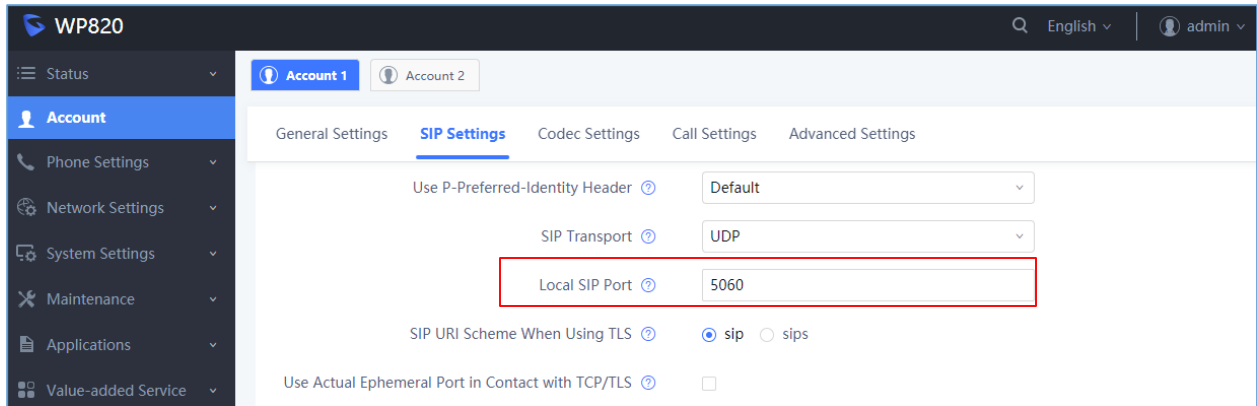 WP820
English
admin
Status
Account
Phone Settings
Network Settings
System Settings
Maintenance
Applications
Value-added Service
Account 1
Account 2
General Settings
SIP Settings
Codec Settings
Call Settings
Advanced Settings
Use P-Preferred-Identity Header ? Default
SIP Transport ? UDP
Local SIP Port ? 5060
SIP URI Scheme When Using TLS ? sip sips
Use Actual Ephemeral Port in Contact with TCP/TLS ?